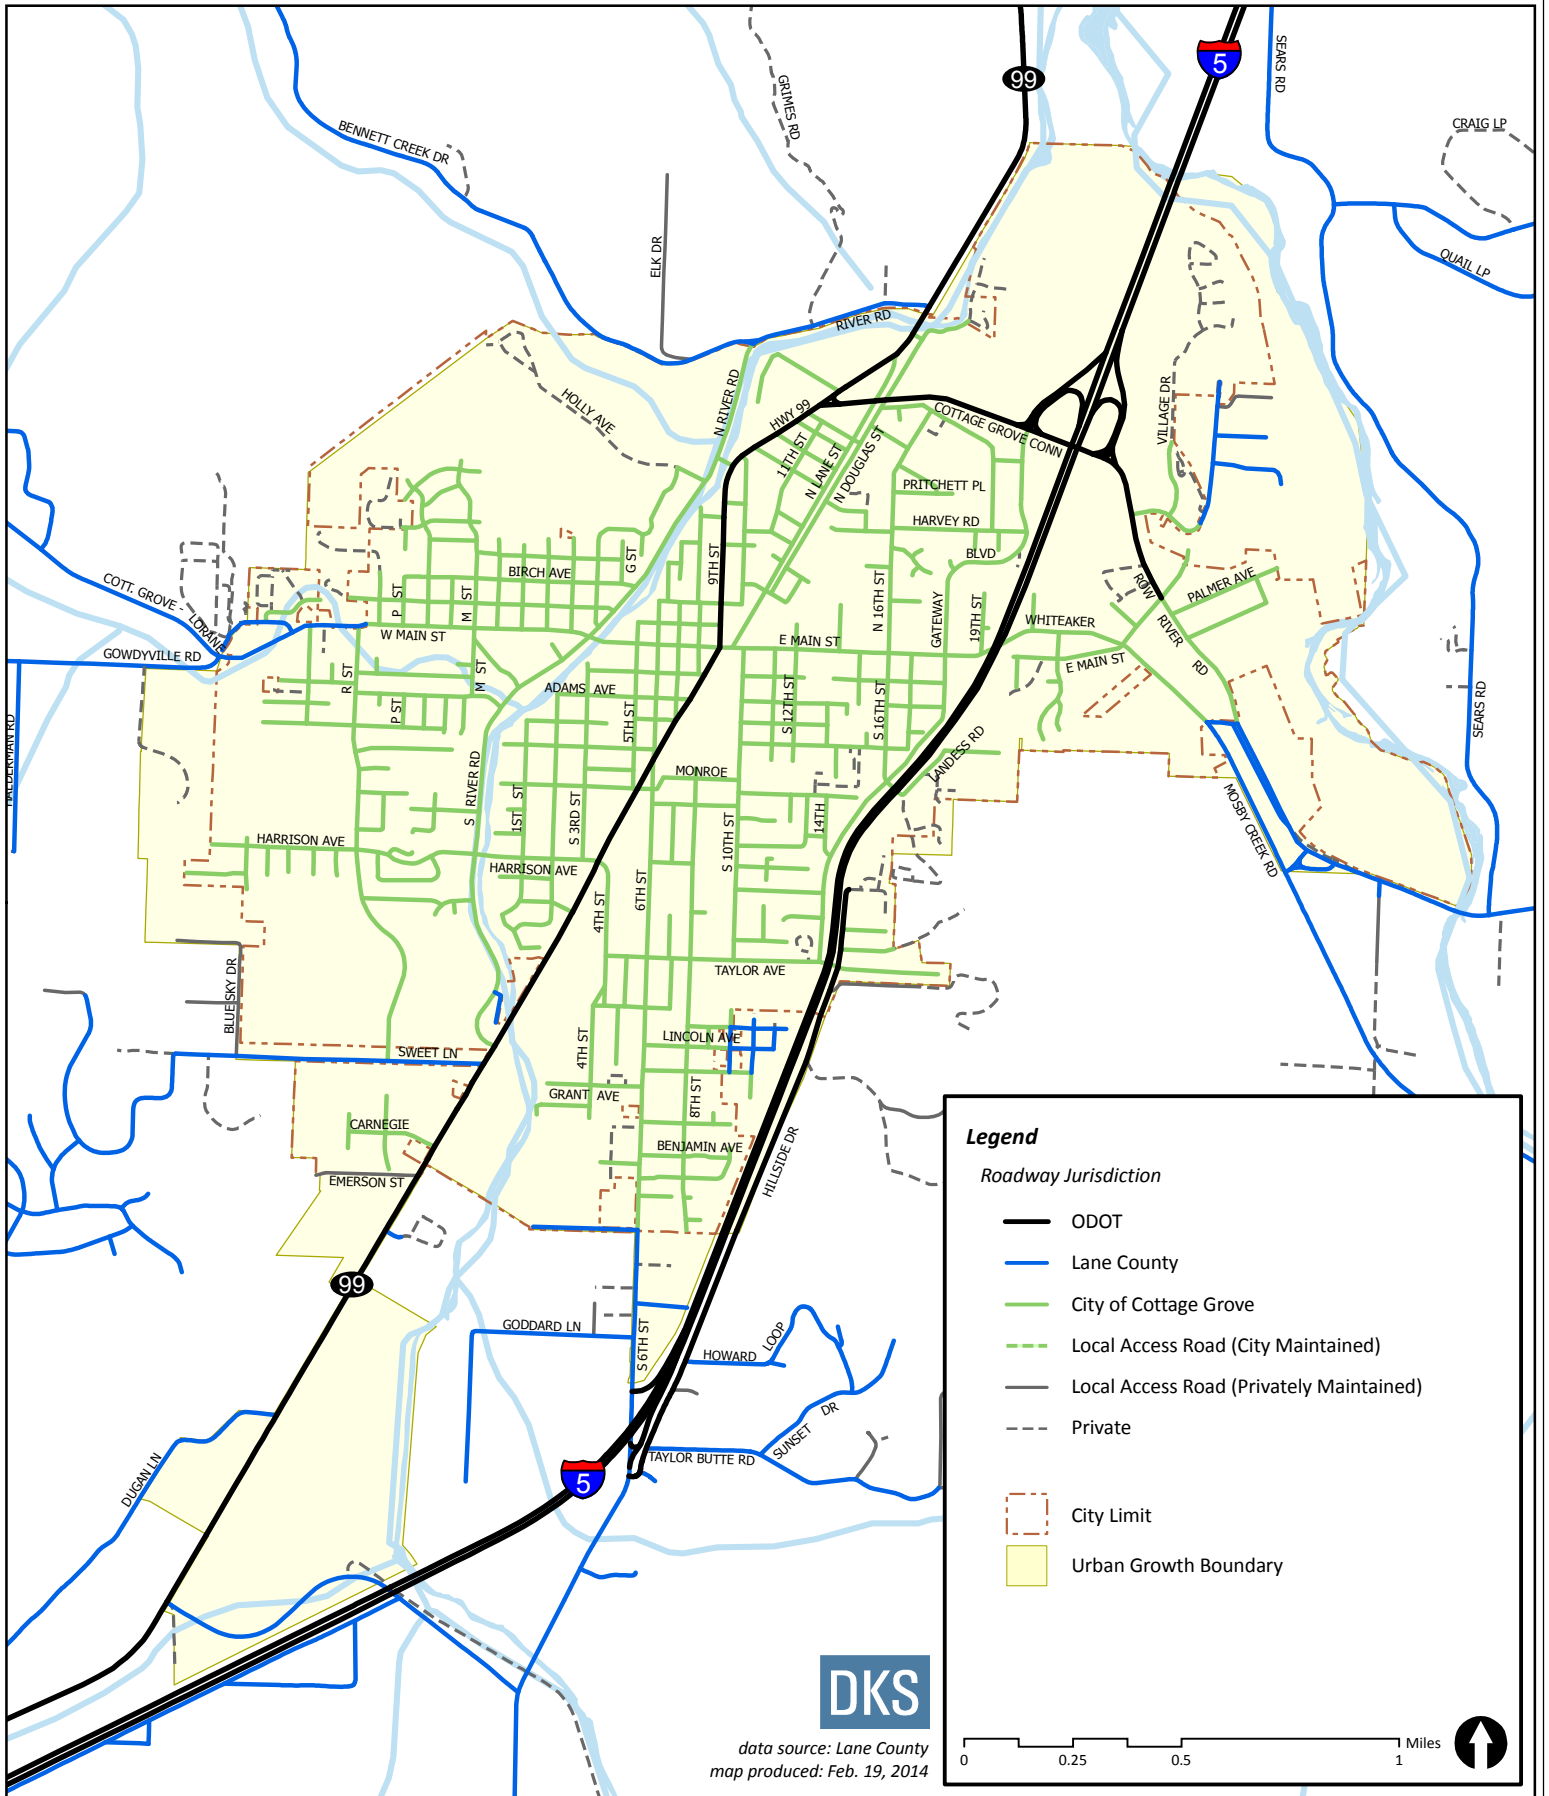 99
5
SEARS RD
GRIMES RD
CRAIG LP
BENNETT CREEK DR
ELK DR
QUAIL LP
RIVER RD
N RIVER RD
HOLLY AVE
HWY 99
COTTAGE GROVE CONN
VILLAGE DR
11TH ST
N LANE ST
N DOUGLAS ST
PRITCHETT PL
HARVEY RD
BLVD
G ST
9TH ST
BIRCH AVE
COTT. GROVE - LORANE
P ST
M ST
N 16TH ST
GATEWAY
19TH ST
ROW RIVER RD
PALMER AVE
WHITEAKER
W MAIN ST
E MAIN ST
E MAIN ST
GOWDYVILLE RD
R ST
M ST
ADAMS AVE
P ST
5TH ST
S 12TH ST
S 16TH ST
SEARS RD
HALDERMAN RD
LANDESS RD
S RIVER RD
MONROE
1ST ST
S 3RD ST
14TH
MOSBY CREEK RD
HARRISON AVE
HARRISON AVE
S 10TH ST
4TH ST
6TH ST
TAYLOR AVE
BLUE SKY DR
SWEET LN
4TH ST
LINCOLN AVE
GRANT AVE
8TH ST
CARNEGIE
BENJAMIN AVE
HILLSIDE DR
EMERSON ST
99
GODDARD LN
S 6TH ST
HOWARD LOOP
SUNSET DR
TAYLOR BUTTE RD
DUGAN LN
5
Legend
Roadway Jurisdiction
ODOT
Lane County
City of Cottage Grove
Local Access Road (City Maintained)
Local Access Road (Privately Maintained)
Private
City Limit
Urban Growth Boundary
Miles
0 0.25 0.5 1
DKS
data source: Lane County
map produced: Feb. 19, 2014